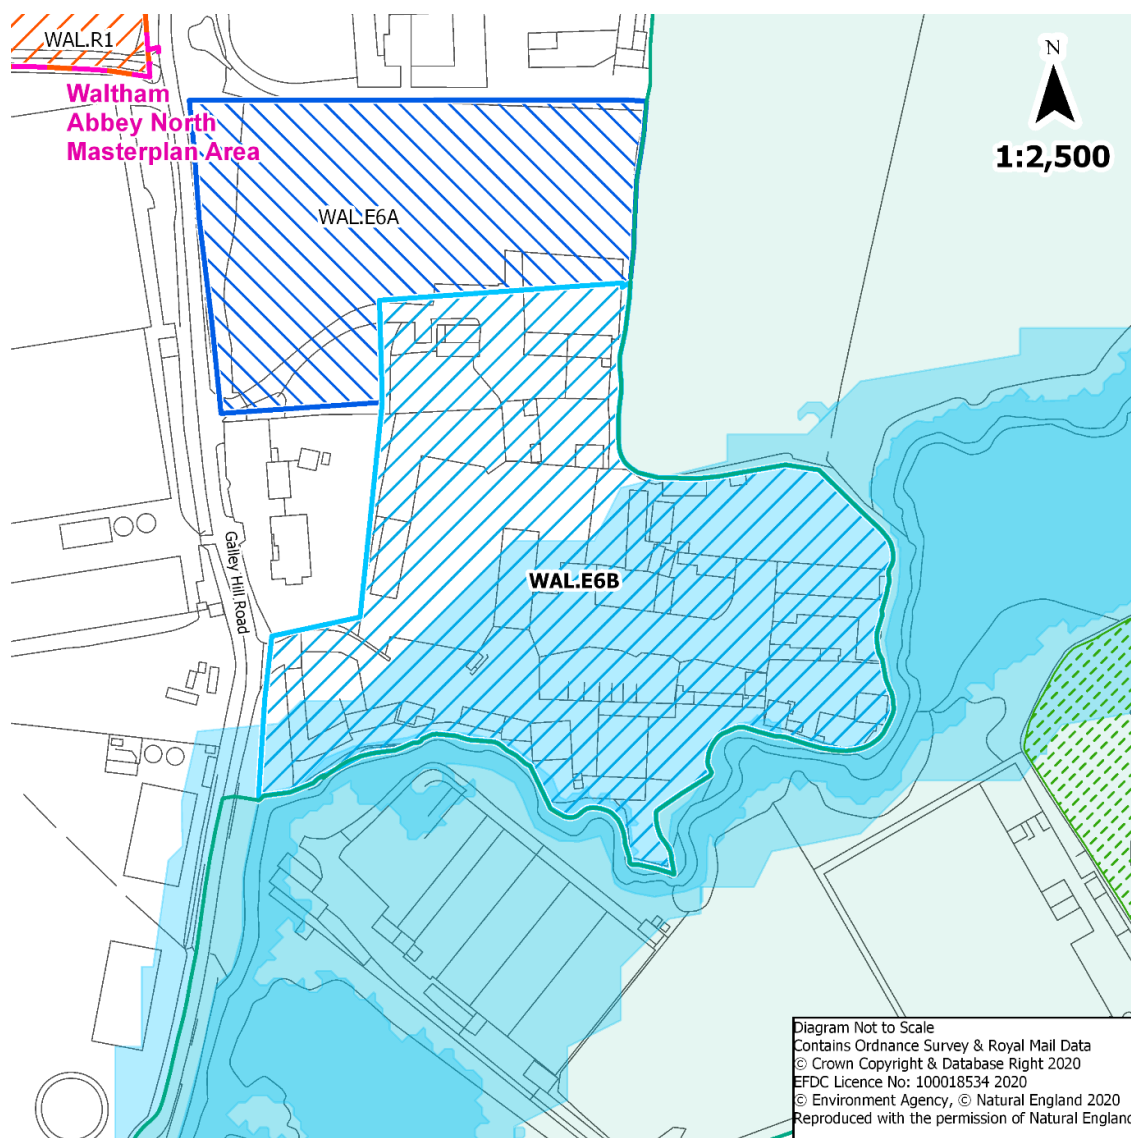 WAL.R1
Waltham
Abbey North
Masterplan Area
N
1:2,500
WAL.E6A
Galley Hill Road
WAL.E6B
Diagram Not to Scale
Contains Ordnance Survey & Royal Mail Data
© Crown Copyright & Database Right 2020
EFDC Licence No: 100018534 2020
© Environment Agency, © Natural England 2020
Reproduced with the permission of Natural England